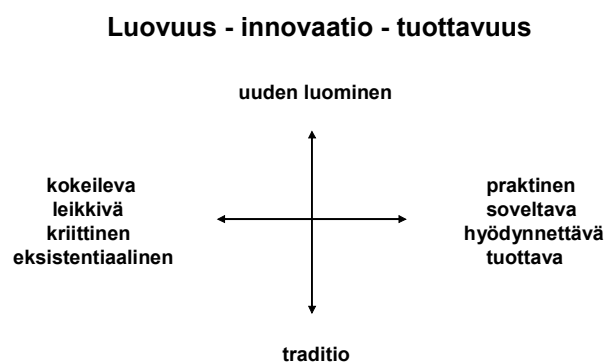 Luovuus - innovaatio - tuottavuus
uuden luominen
kokeileva
leikkivä
kriittinen
eksistentiaalinen
praktinen
soveltava
hyödynnettävä
tuottava
traditio